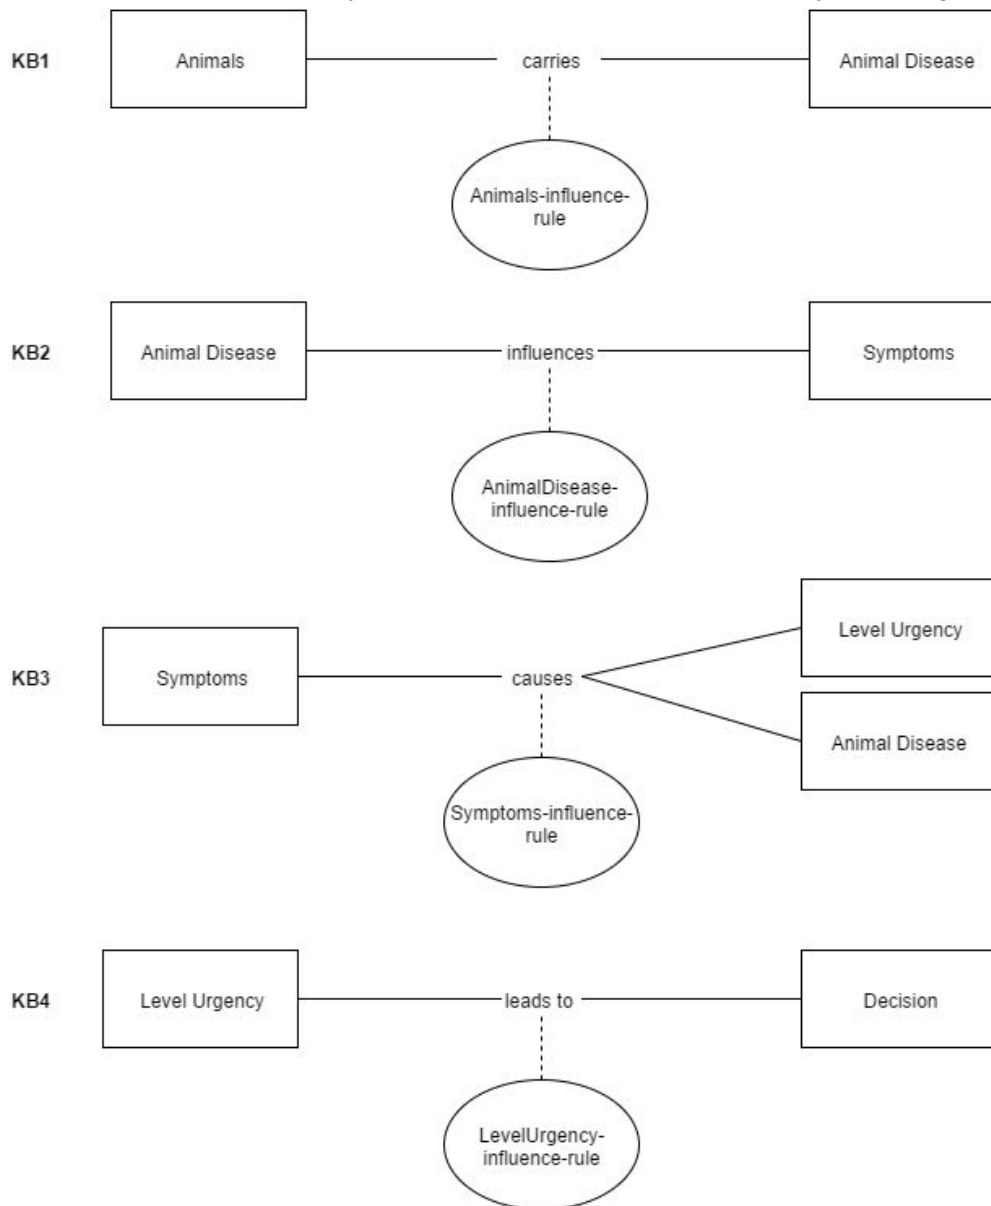 KB1
Animals
carries
Animal Disease
Animals-influence-
rule
KB2
Animal Disease
influences
Symptoms
AnimalDisease-
influence-rule
KB3
Symptoms
causes
Level Urgency
Animal Disease
Symptoms-influence-
rule
KB4
Level Urgency
leads to
Decision
LevelUrgency-
influence-rule